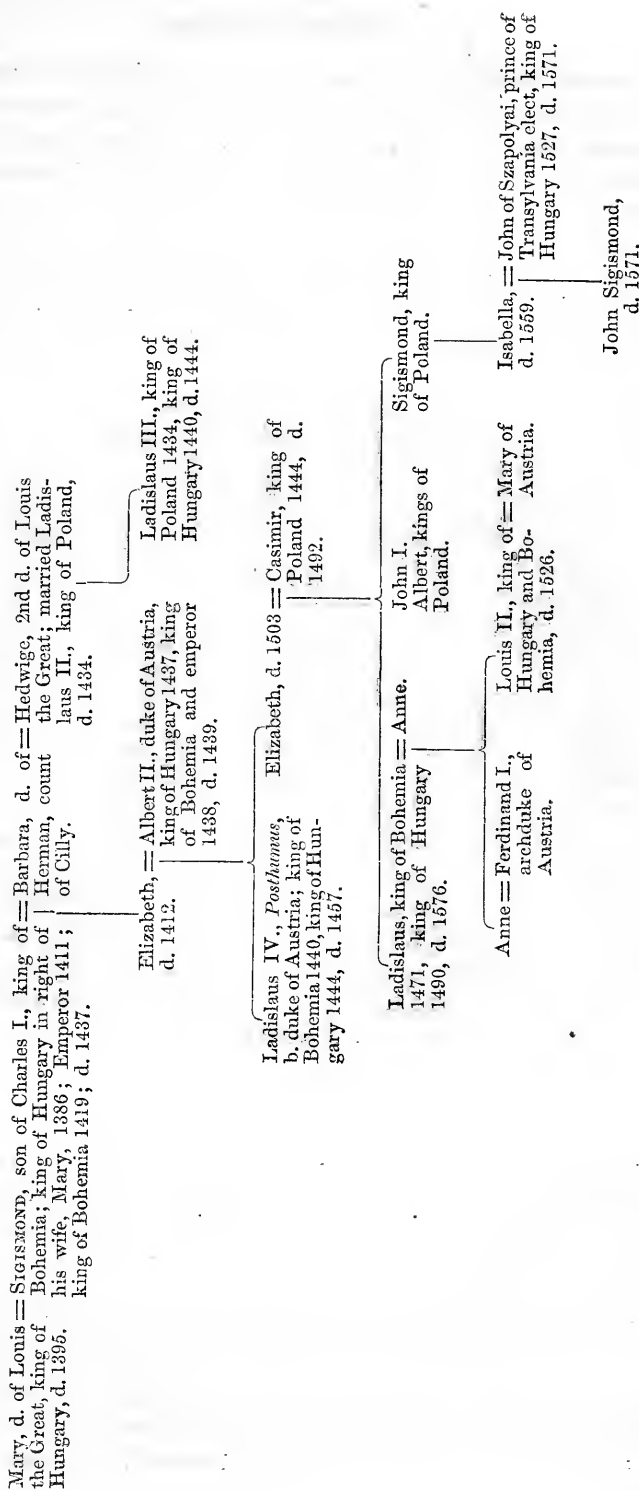 Mary, d. of Louis = SIGISMOND, son of Charles I., king of = Barbara, d. of = Hedwige, 2nd d. of Louis
the Great, king of Bohemia; king of Hungary in right of Herman, count the Great; married Ladis-
Hungary, d. 1395. his wife, Mary, 1386; Emperor 1411; of Cilly. laus II., king of Poland,
king of Bohemia 1419; d. 1437. d. 1434.
Elizabeth, = Albert II., duke of Austria,
d. 1412. king of Hungary 1437, king
of Bohemia and emperor
1438, d. 1439.
Ladislaus III., king of
Poland 1434, king of
Hungary 1440, d. 1444.
Ladislaus IV., Posthumus,
b. duke of Austria; king of
Bohemia 1440, king of Hun-
gary 1444, d. 1457.
Elizabeth, d. 1503 = Casimir, king of
Poland 1444, d.
1492.
Ladislaus, king of Bohemia = Anne.
1471, king of Hungary
1490, d. 1576.
John I.
Albert, kings of
Poland.
Sigismond, king
of Poland.
Anne = Ferdinand I.,
archduke of
Austria.
Louis II., king of = Mary of
Hungary and Bo- Austria.
hemia, d. 1526.
Isabella, = John of Szapolyai, prince of
d. 1559. Transylvania elect, king of
Hungary 1527, d. 1571.
John Sigismond,
d. 1571.